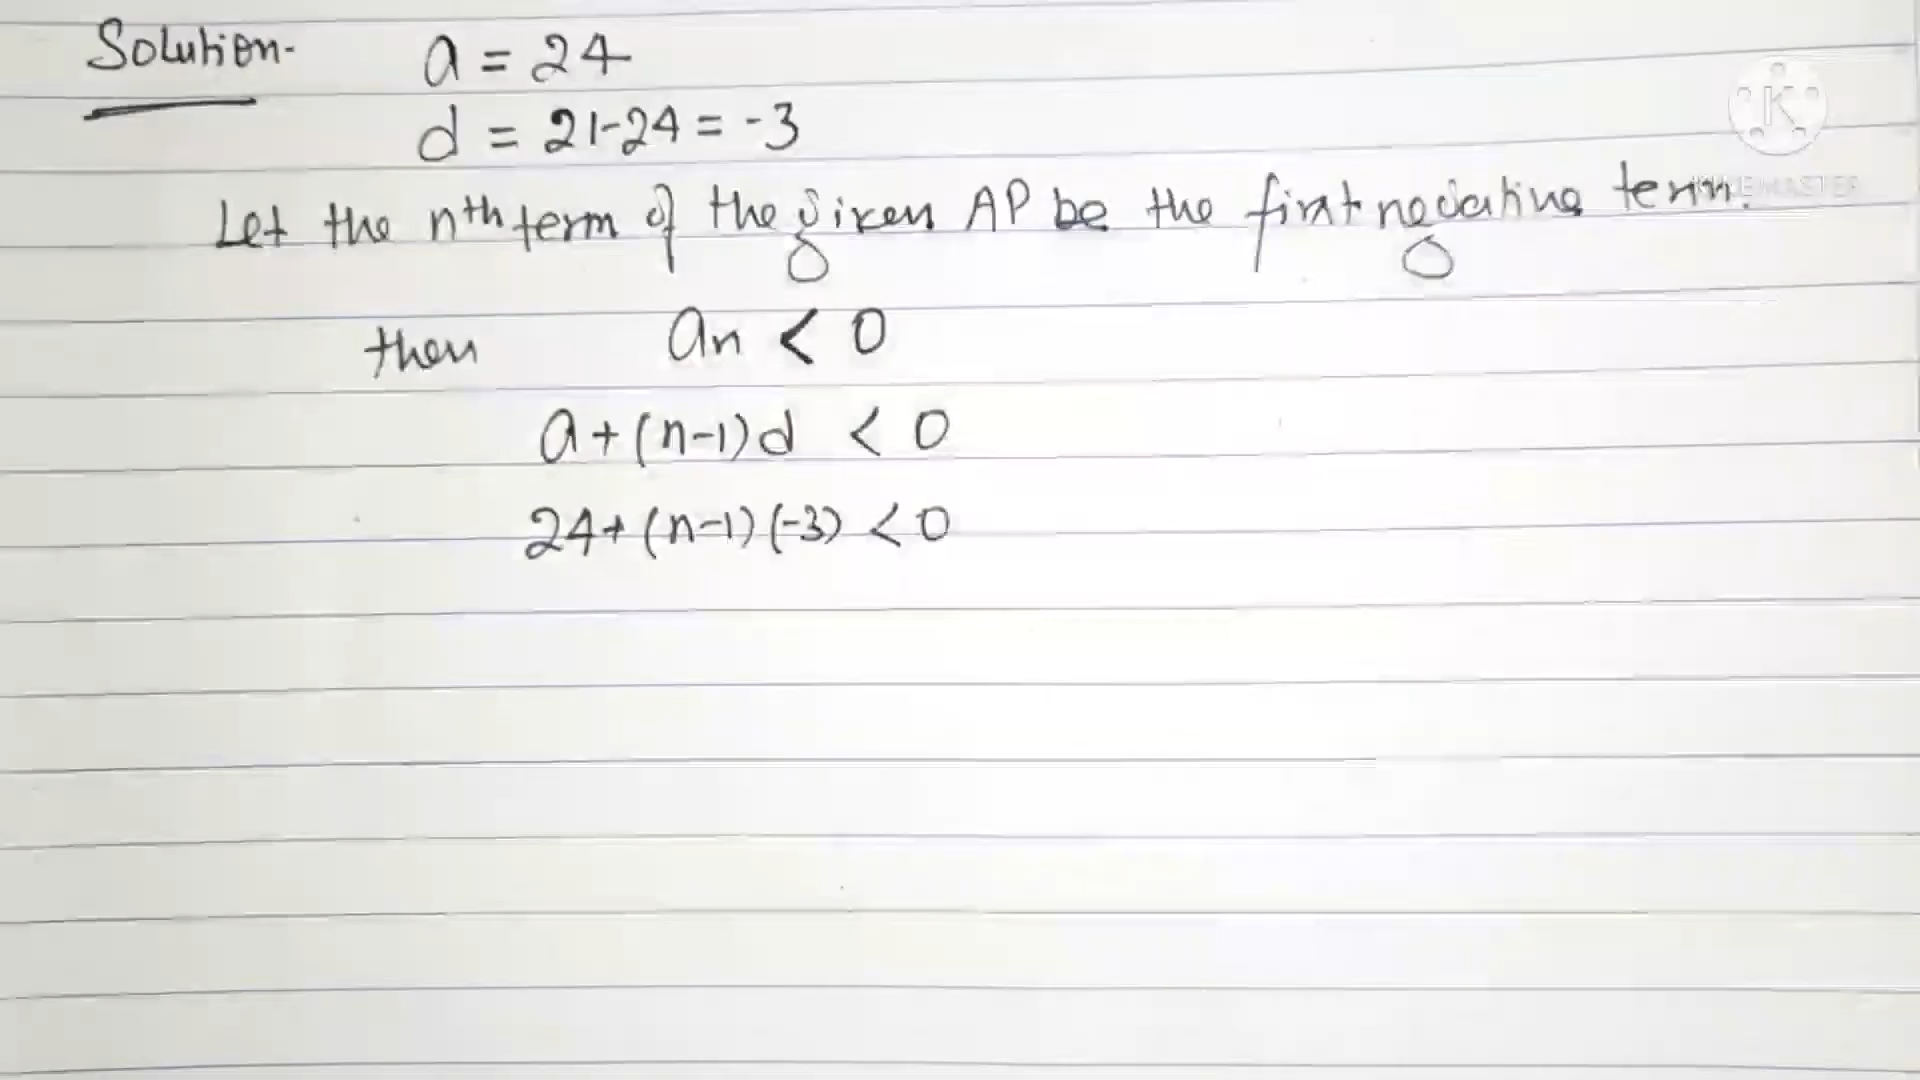 Solution-
a = 24
d = 21-24 = -3
Let the nth term of the given AP be the first negative term.
then an < 0
a+(n-1)d < 0
24+(n-1)(-3) < 0
K
KINEMASTER